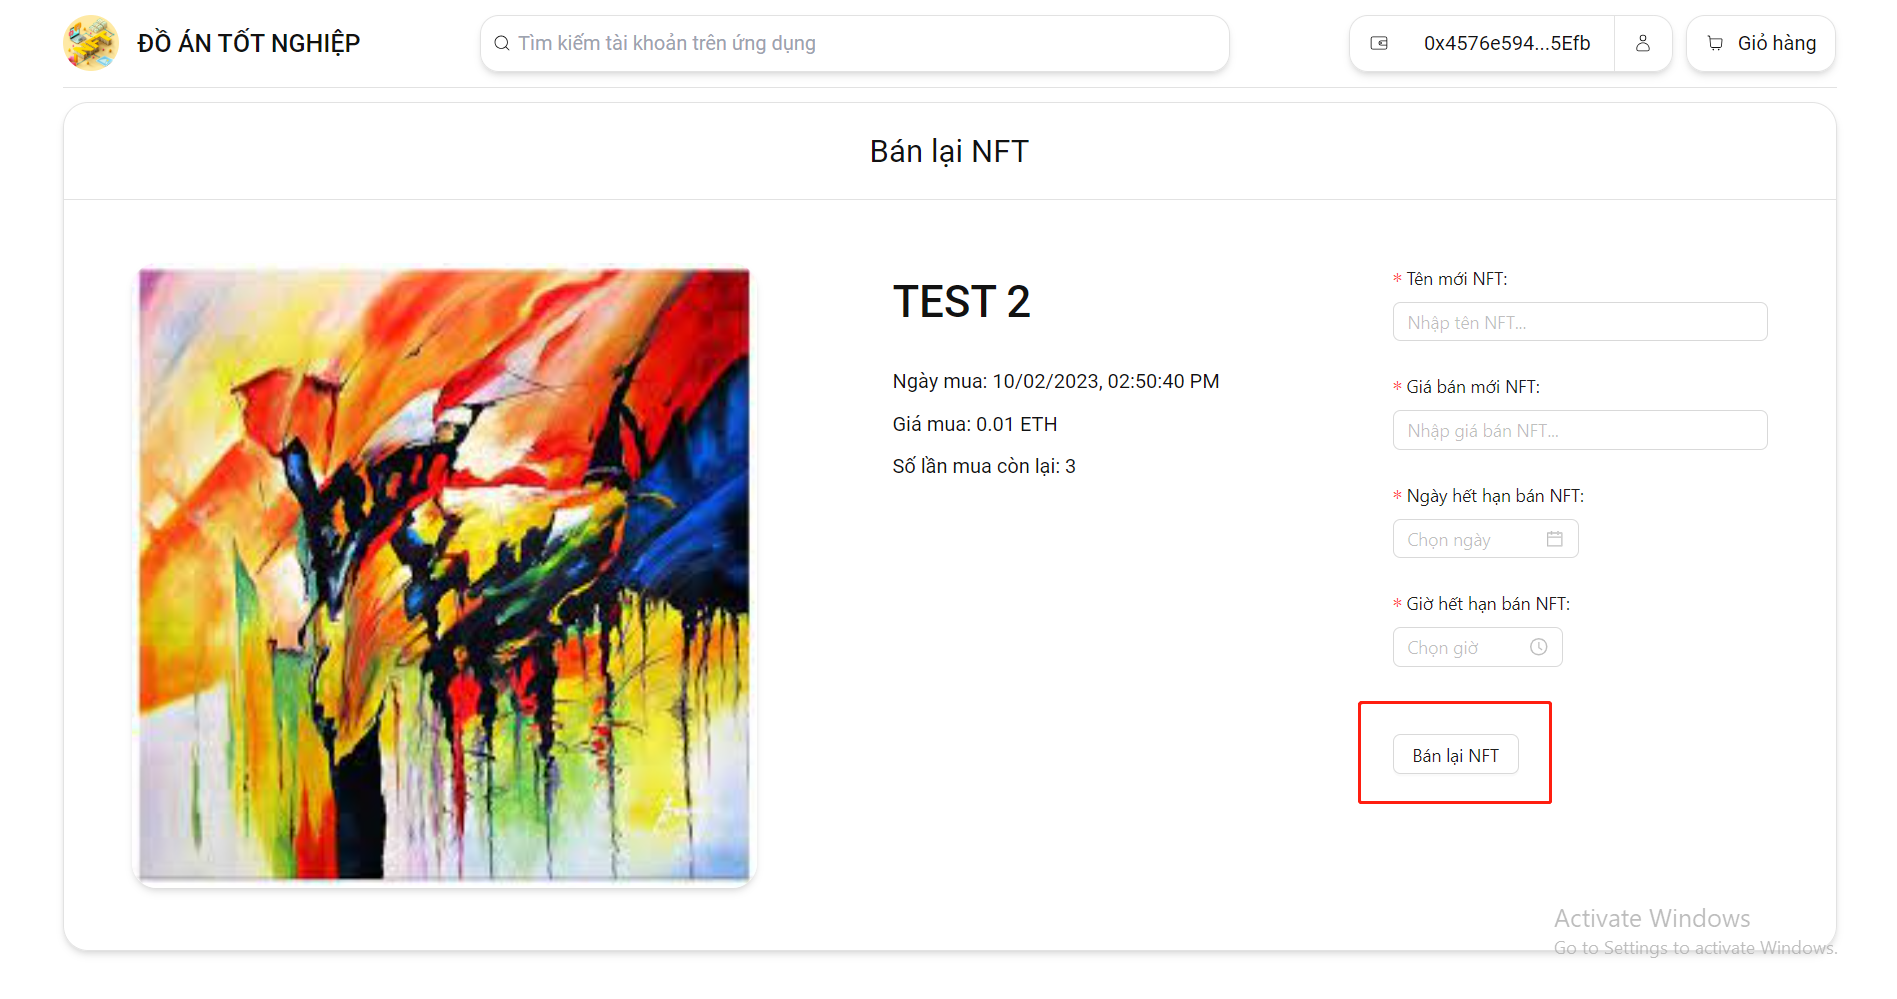 ĐỒ ÁN TỐT NGHIỆP
Tìm kiếm tài khoản trên ứng dụng
0x4576e594...5Efb
Giỏ hàng
Bán lại NFT
TEST 2
Ngày mua: 10/02/2023, 02:50:40 PM
Giá mua: 0.01 ETH
Số lần mua còn lại: 3
* Tên mới NFT:
Nhập tên NFT...
* Giá bán mới NFT:
Nhập giá bán NFT...
* Ngày hết hạn bán NFT:
Chọn ngày
* Giờ hết hạn bán NFT:
Chọn giờ
Bán lại NFT
Activate Windows
Go to Settings to activate Windows.